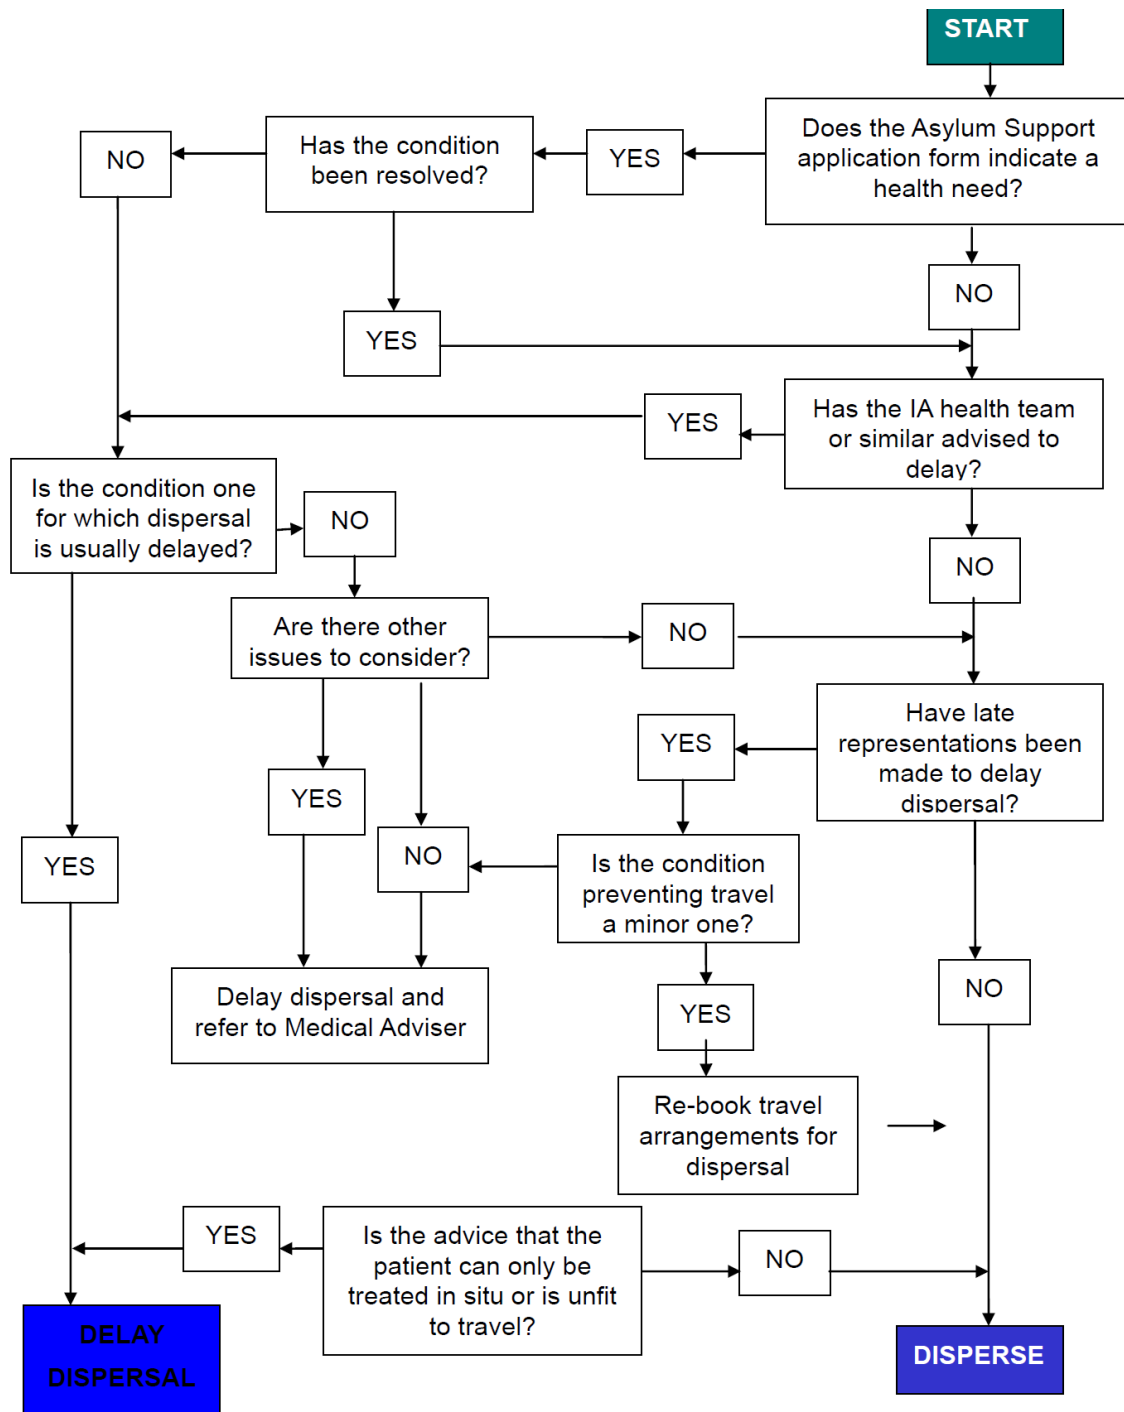 START
Does the Asylum Support
application form indicate a
health need?
YES
Has the condition
been resolved?
NO
NO
YES
Has the IA health team
or similar advised to
delay?
YES
Is the condition one
for which dispersal
is usually delayed?
NO
NO
Are there other
issues to consider?
NO
Have late
representations been
made to delay
dispersal?
YES
YES
NO
YES
Is the condition
preventing travel
a minor one?
Delay dispersal and
refer to Medical Adviser
NO
YES
Re-book travel
arrangements for
dispersal
YES
Is the advice that the
patient can only be
treated in situ or is unfit
to travel?
NO
DELAY
DISPERSAL
DISPERSE